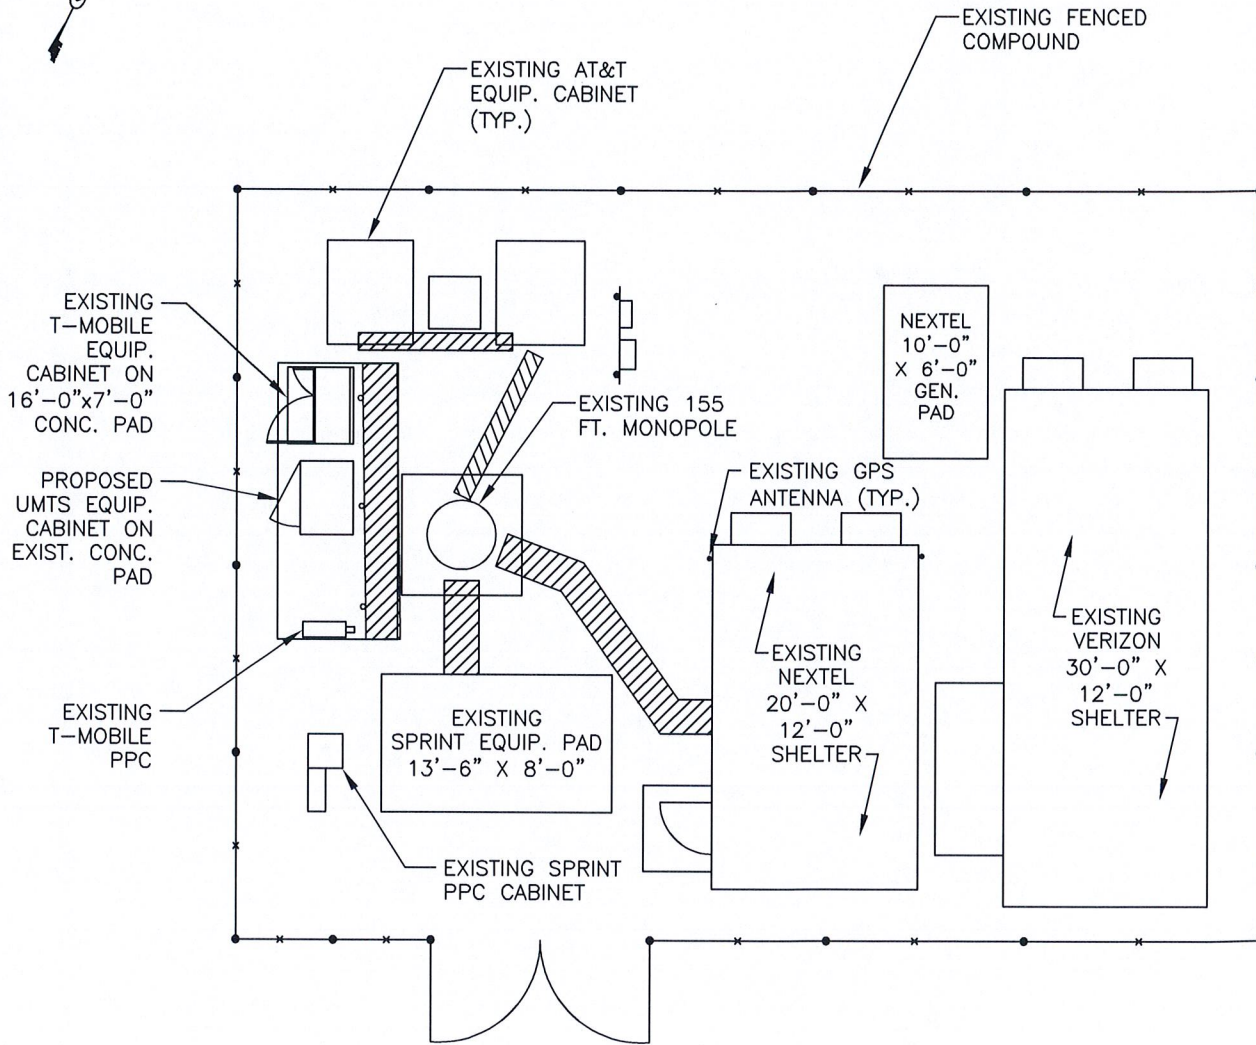 EXISTING FENCED
COMPOUND
EXISTING AT&T
EQUIP. CABINET
(TYP.)
EXISTING
T-MOBILE
EQUIP.
CABINET ON
16'-0"x7'-0"
CONC. PAD
NEXTEL
10'-0"
X 6'-0"
GEN.
PAD
EXISTING 155
FT. MONOPOLE
EXISTING GPS
ANTENNA (TYP.)
PROPOSED
UMTS EQUIP.
CABINET ON
EXIST. CONC.
PAD
EXISTING
VERIZON
30'-0" X
12'-0"
SHELTER
EXISTING
NEXTEL
20'-0" X
12'-0"
SHELTER
EXISTING
T-MOBILE
PPC
EXISTING
SPRINT EQUIP. PAD
13'-6" X 8'-0"
EXISTING SPRINT
PPC CABINET